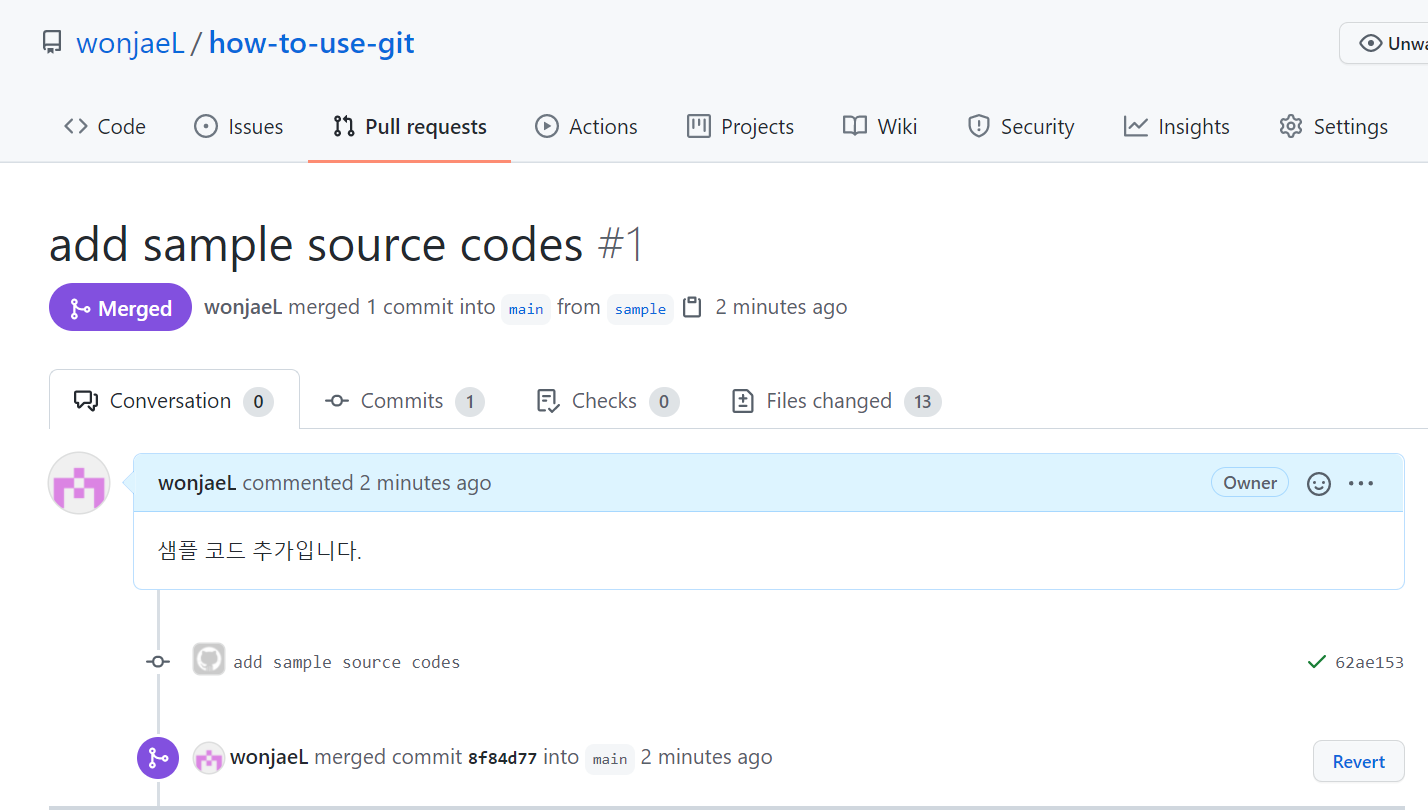 wonjaeL / how-to-use-git
Code Issues Pull requests Actions Projects Wiki Security Insights Settings
add sample source codes #1
Merged wonjaeL merged 1 commit into main from sample 2 minutes ago
Conversation 0 Commits 1 Checks 0 Files changed 13
wonjaeL commented 2 minutes ago Owner
샘플 코드 추가입니다.
add sample source codes 62ae153
wonjaeL merged commit 8f84d77 into main 2 minutes ago
Revert